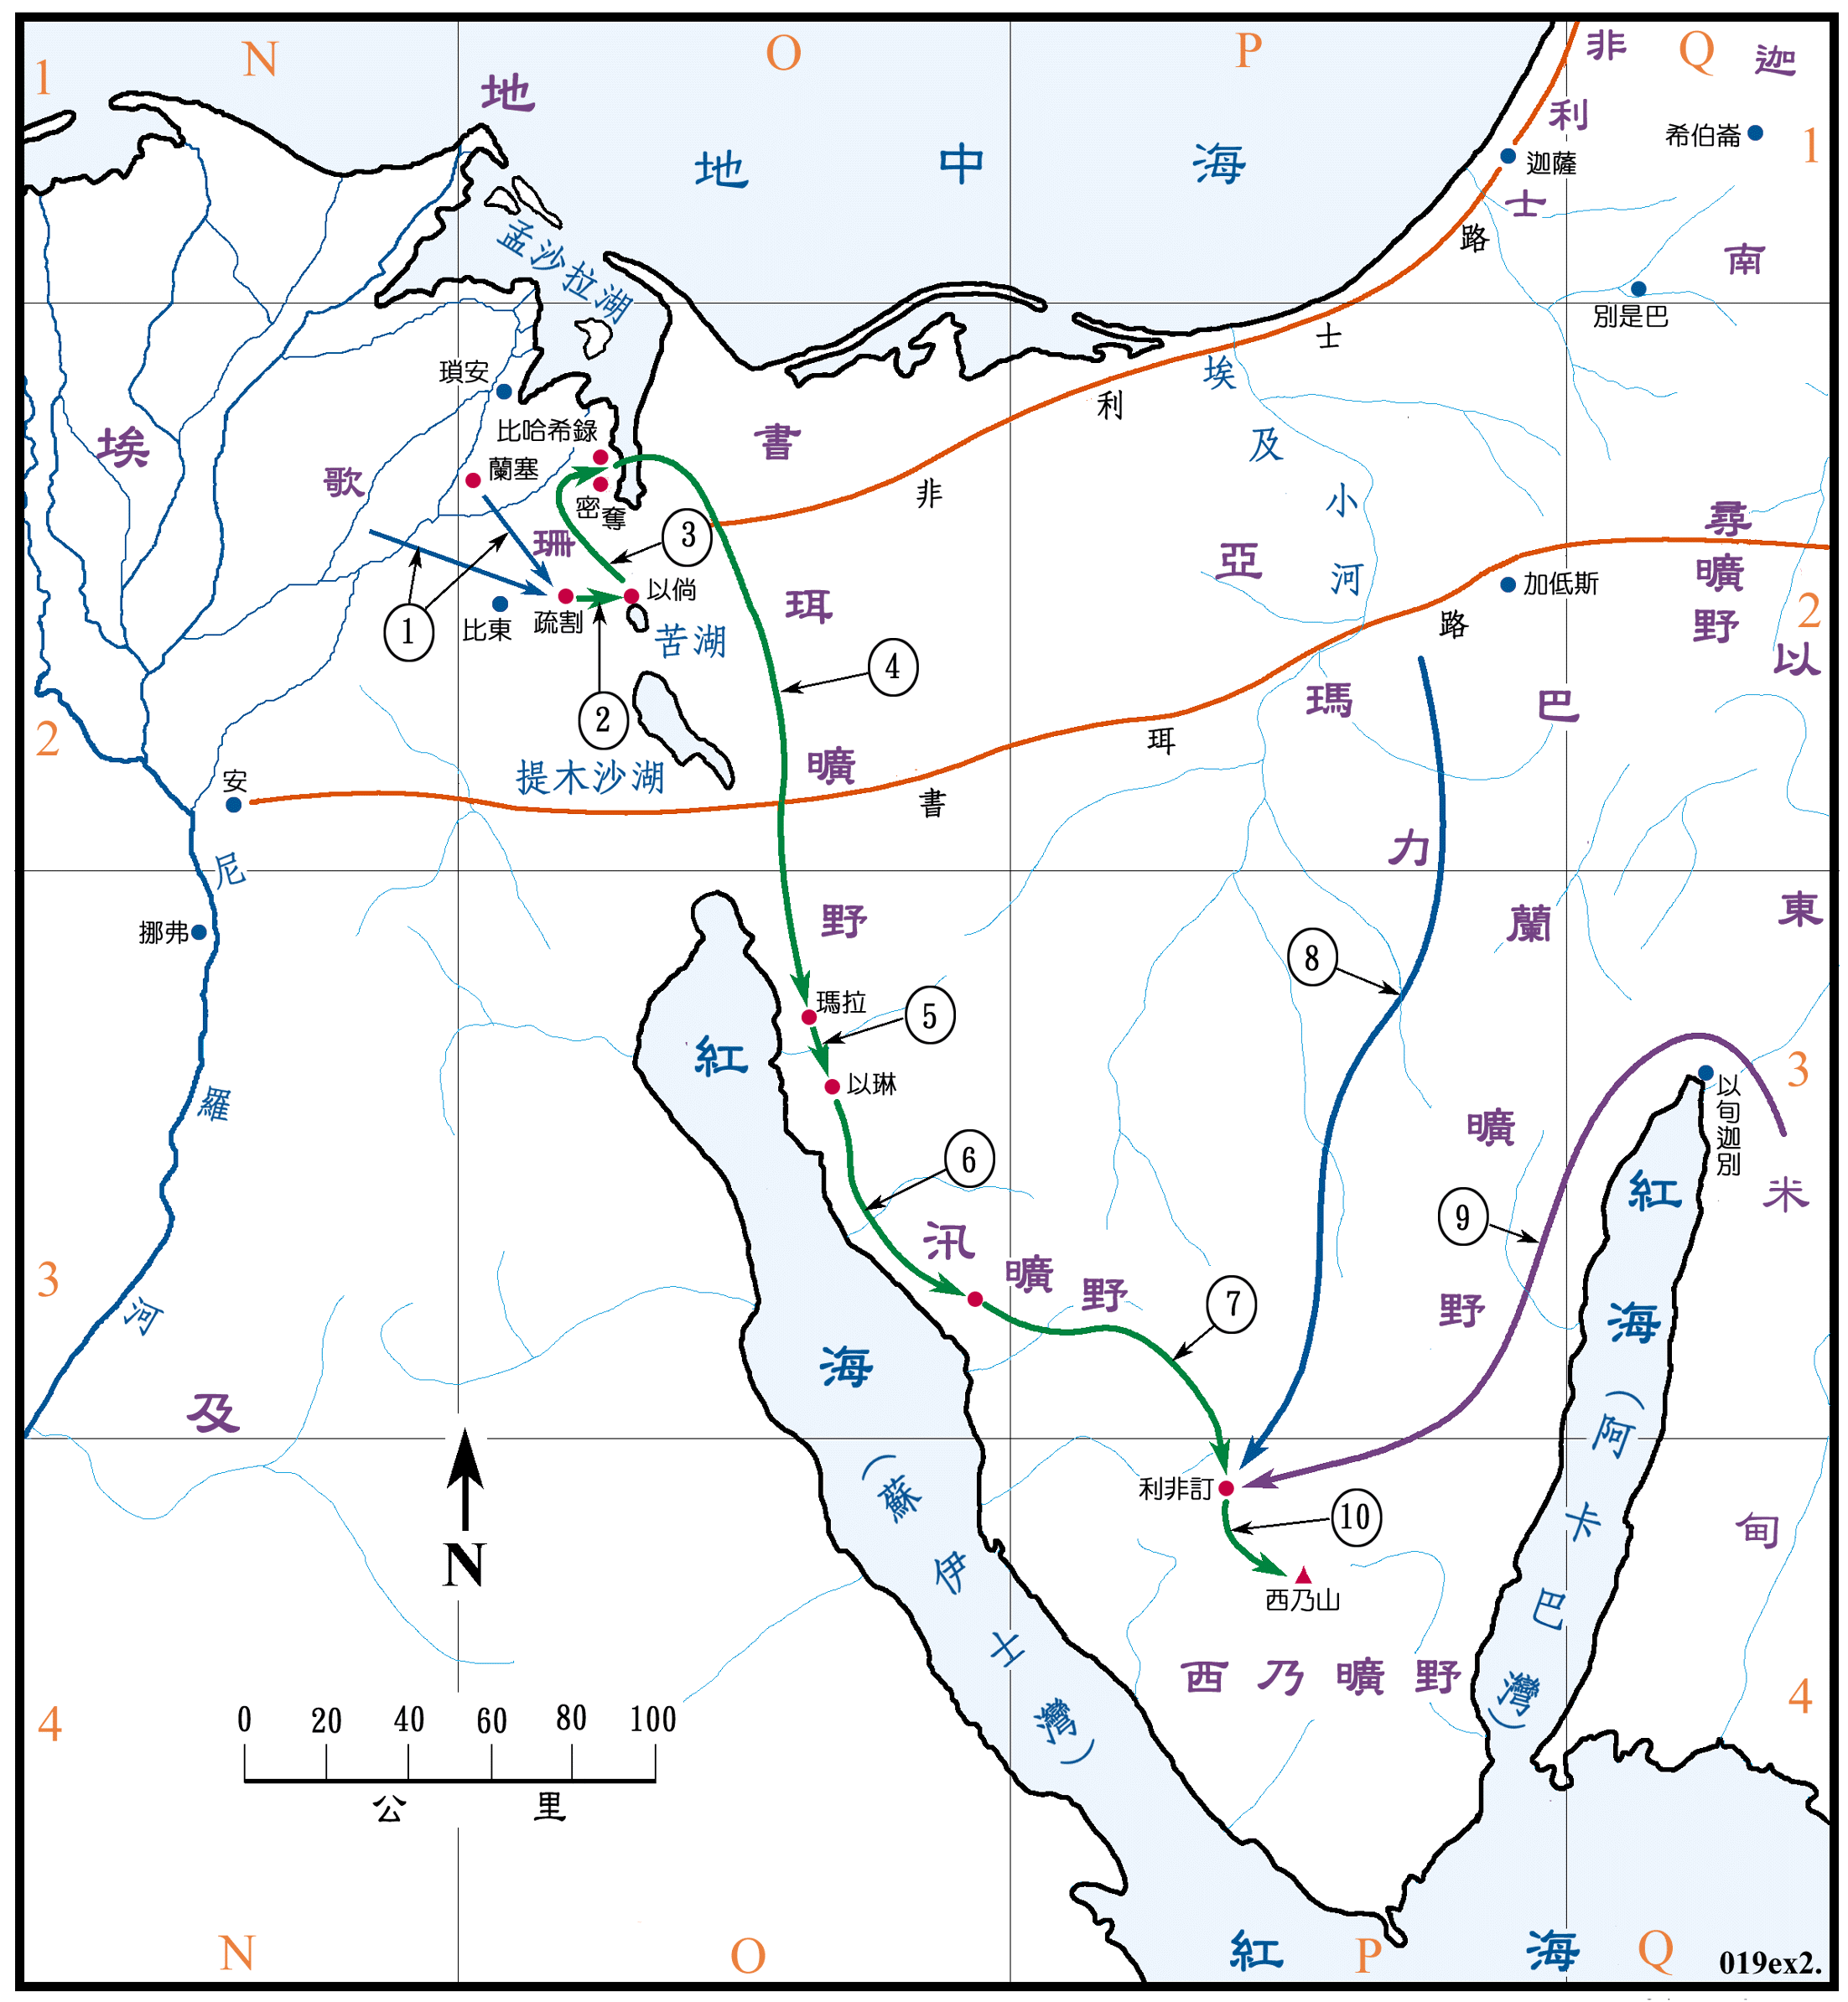 N
O
P
Q
1
1
地中海
非利士
迦南
希伯崙
迦薩
別是巴
孟沙拉湖
瑣安
比哈希錄
蘭塞
密奪
埃及地
歌珊
疏割
以倘
比東
苦湖
提木沙湖
書珥曠野
非利士路
埃及小河
亞瑪力
尋曠野
加低斯
書珥路
巴蘭曠野
以東
2
2
①
②
③
④
安
尼羅河
挪弗
瑪拉
⑤
以琳
⑥
汛曠野
⑦
⑧
⑨
以旬迦別
米甸
3
3
紅海(蘇伊士灣)
紅海(阿卡巴灣)
利非訂
⑩
西乃山
西乃曠野
N
4
4
0 20 40 60 80 100
公里
紅海
N
O
P
Q
019ex2.